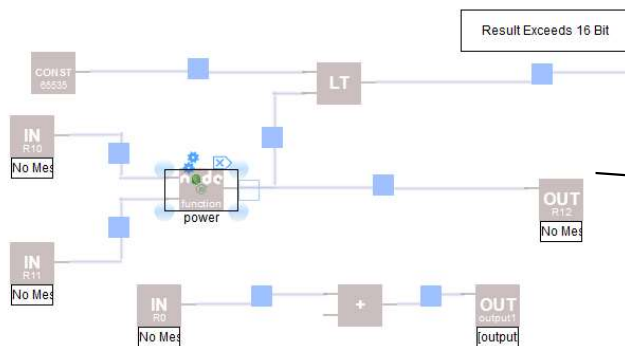 Result Exceeds 16 Bit
CONST
65535
LT
IN
R10
No Mes
node
function
power
OUT
R12
No Mes
IN
R11
No Mes
IN
R0
No Mes
+
OUT
output1
[output